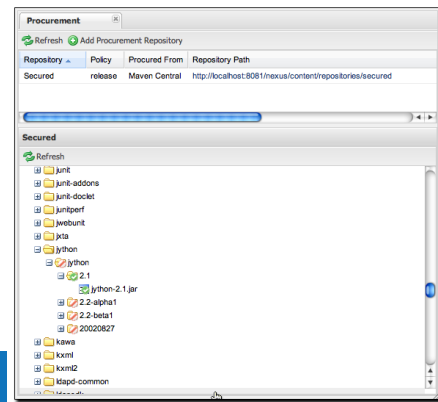 Procurement
Refresh Add Procurement Repository
Repository Policy Procured From Repository Path
Secured release Maven Central http://localhost:8081/nexus/content/repositories/secured
Secured
Refresh
junit
junit-addons
junit-doclet
junitperf
jwebunit
jxta
jython
jython
2.1
jython-2.1.jar
2.2-alpha1
2.2-beta1
20020827
kawa
kxml
kxml2
ldapd-common